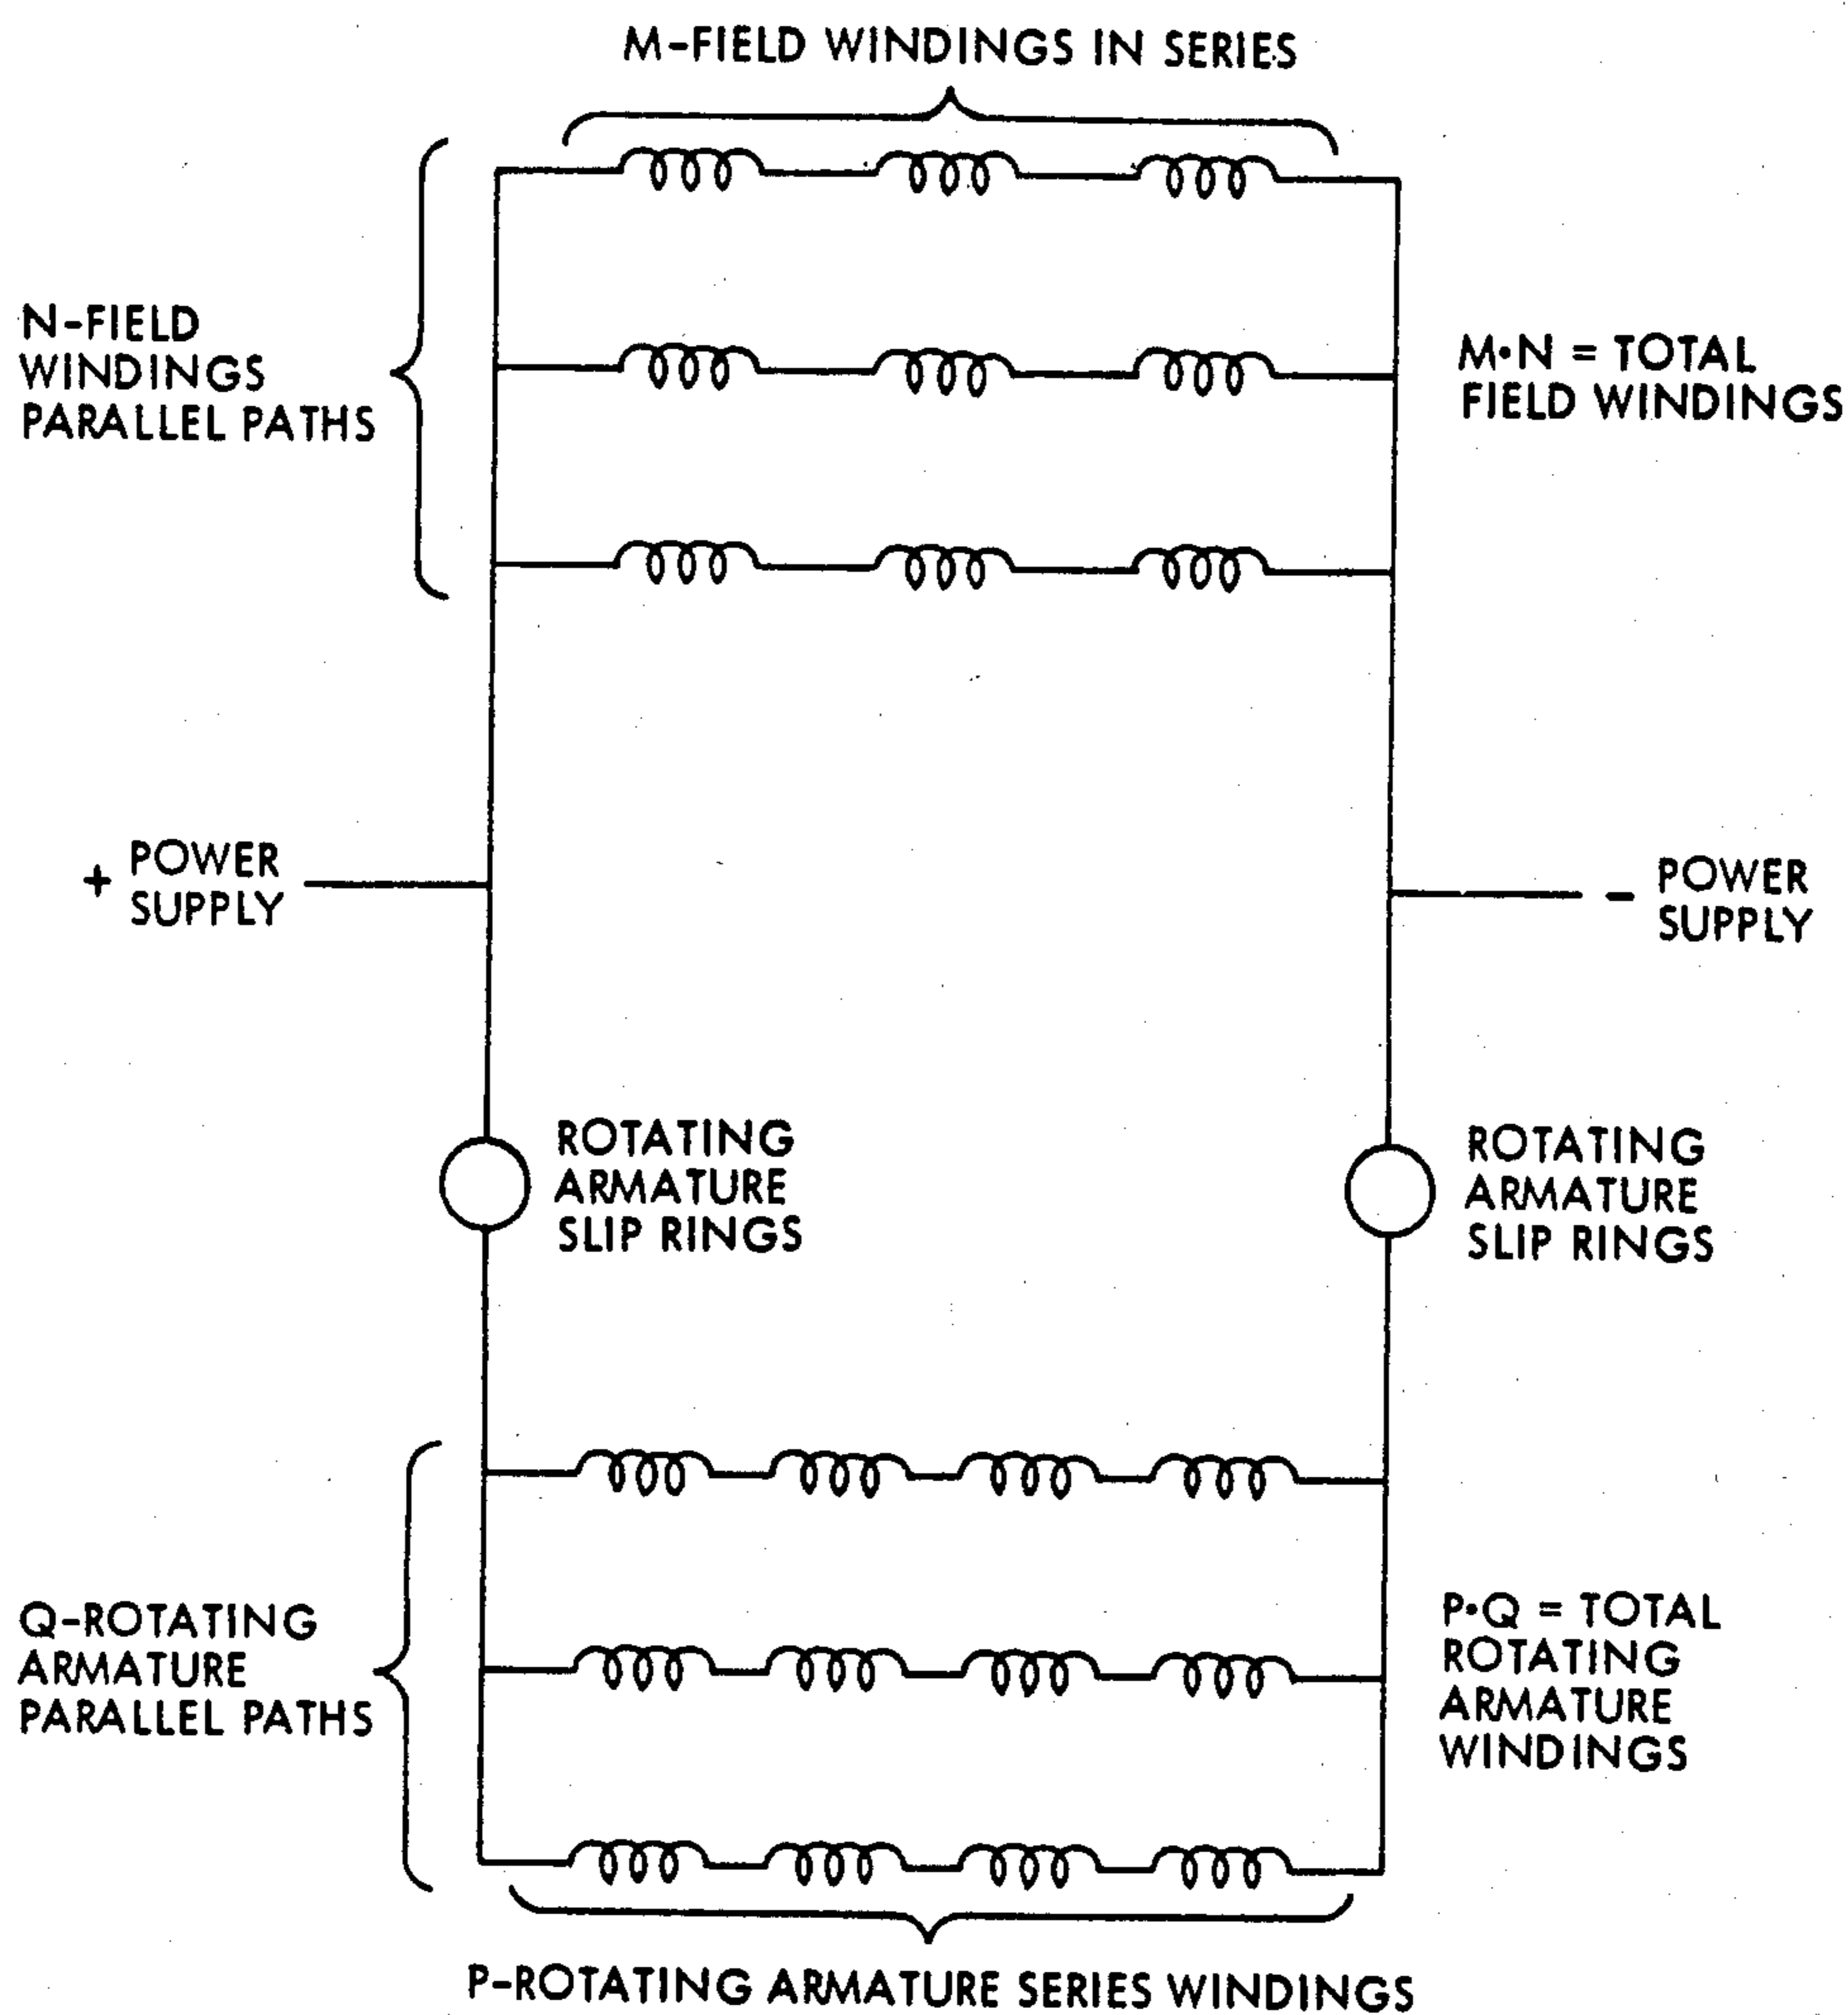 M-FIELD WINDINGS IN SERIES
N-FIELD
WINDINGS
PARALLEL PATHS
M•N = TOTAL
FIELD WINDINGS
+ POWER
SUPPLY
− POWER
SUPPLY
ROTATING
ARMATURE
SLIP RINGS
ROTATING
ARMATURE
SLIP RINGS
Q-ROTATING
ARMATURE
PARALLEL PATHS
P•Q = TOTAL
ROTATING
ARMATURE
WINDINGS
P-ROTATING ARMATURE SERIES WINDINGS